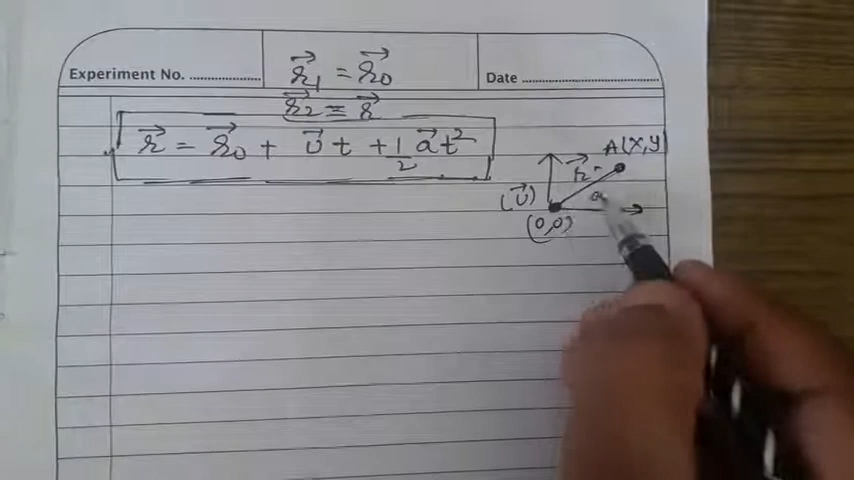 Experiment No. ..................
r⃗₁ = r⃗₀
Date ..................
r⃗₂ = r⃗
r⃗ = r⃗₀ + v⃗ t + 1/2 a⃗ t²
A(X,Y)
r⃗
(v⃗)
(0,0)